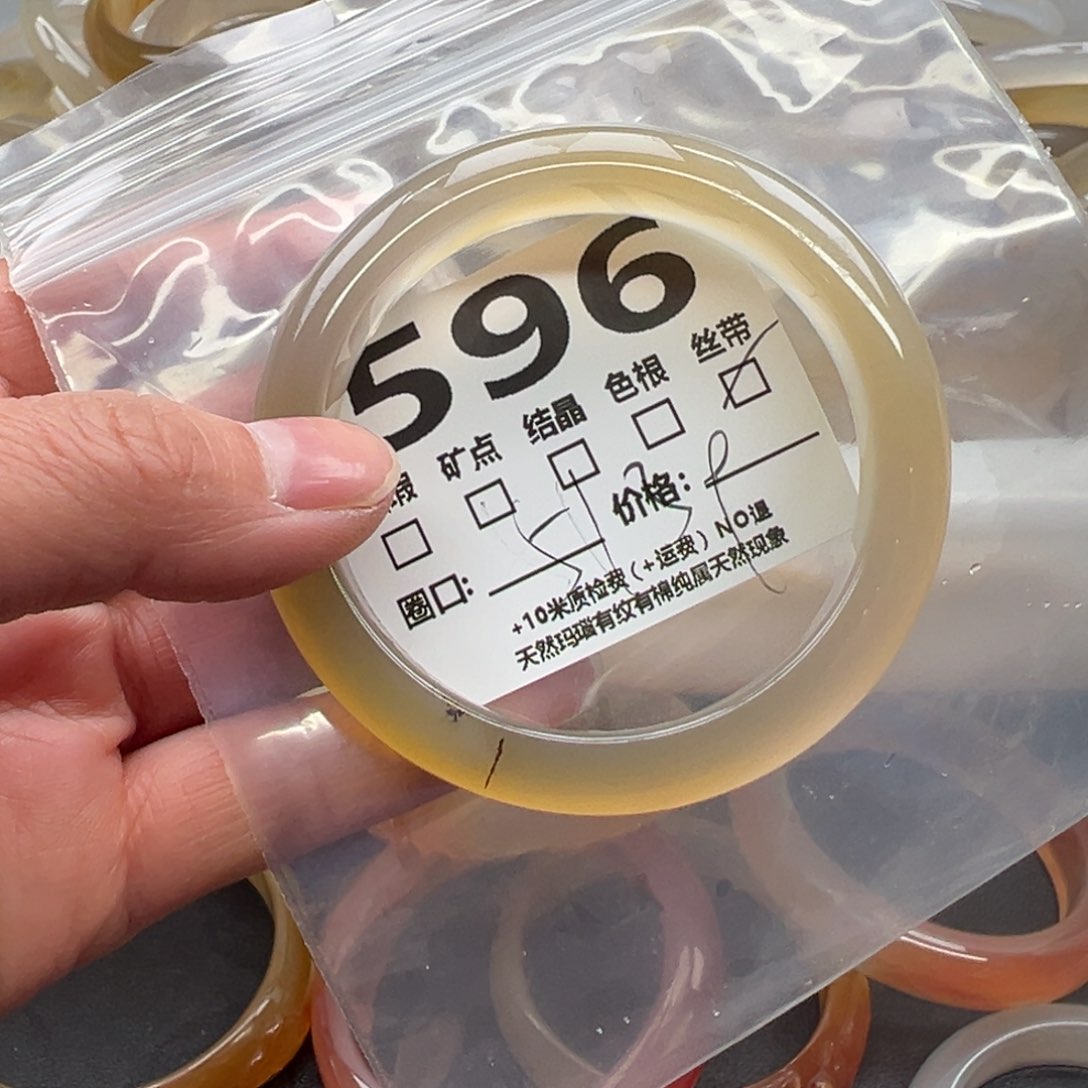 596
矿点 结晶 色根 丝带
圈口: 价格:
+10米质检费(+运费)NO退
天然玛瑙有纹有棉纯属天然现象